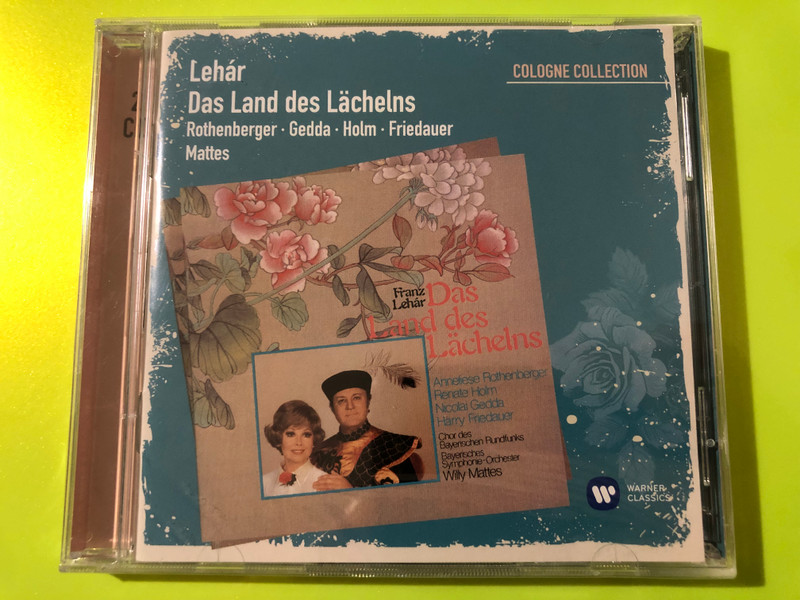 Lehár
Das Land des Lächelns
Rothenberger · Gedda · Holm · Friedauer
Mattes
COLOGNE COLLECTION
Franz
Lehár
Das
Land des
Lächelns
Anneliese Rothenberger
Renate Holm
Nicolai Gedda
Harry Friedauer
Chor des
Bayerischen Rundfunks
Bayerisches
Symphonie-Orchester
Willy Mattes
WARNER
CLASSICS